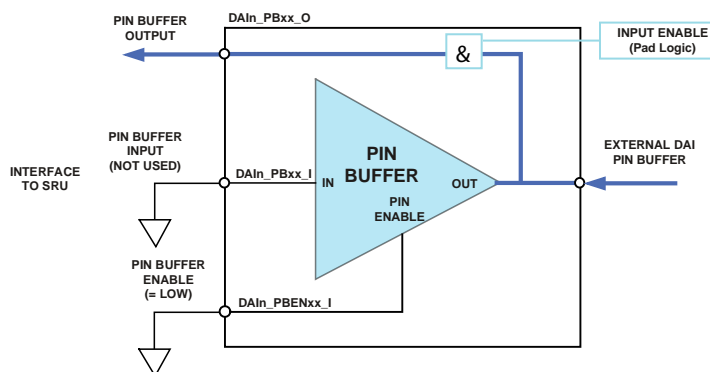 PIN BUFFER
OUTPUT
DAIn_PBxx_O
INPUT ENABLE
(Pad Logic)
&
PIN BUFFER
INPUT
(NOT USED)
EXTERNAL DAI
PIN BUFFER
INTERFACE
TO SRU
DAIn_PBxx_I
IN
PIN
BUFFER
OUT
PIN
ENABLE
PIN BUFFER
ENABLE
(= LOW)
DAIn_PBENxx_I